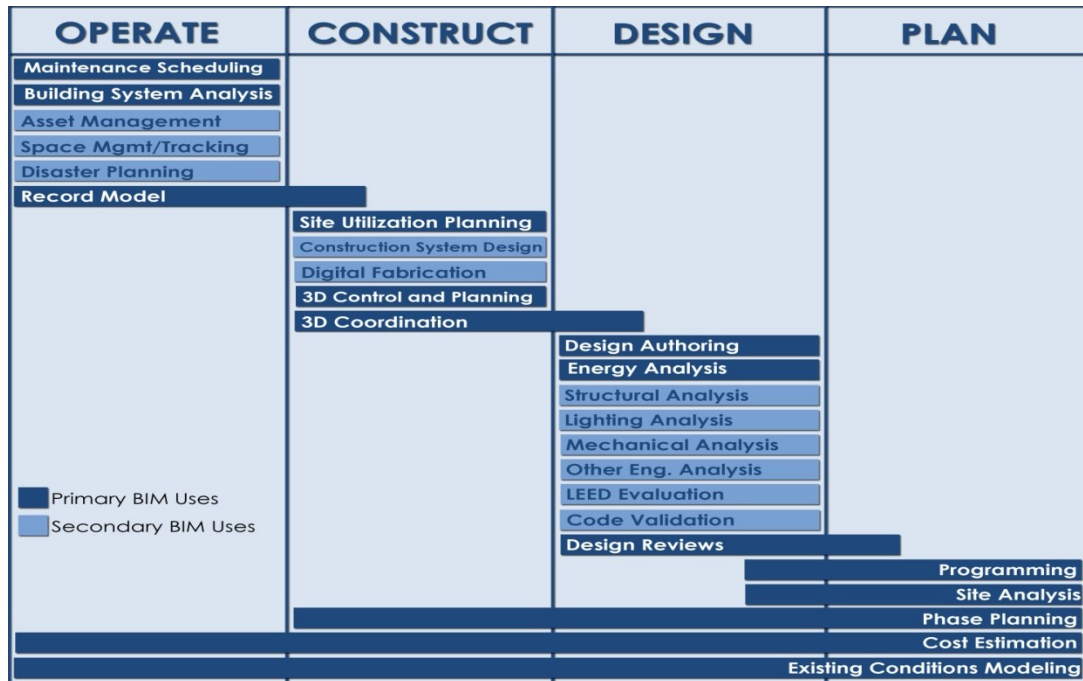 OPERATE
CONSTRUCT
DESIGN
PLAN
Maintenance Scheduling
Building System Analysis
Asset Management
Space Mgmt/Tracking
Disaster Planning
Record Model
Site Utilization Planning
Construction System Design
Digital Fabrication
3D Control and Planning
3D Coordination
Design Authoring
Energy Analysis
Structural Analysis
Lighting Analysis
Mechanical Analysis
Other Eng. Analysis
LEED Evaluation
Code Validation
Design Reviews
Programming
Site Analysis
Phase Planning
Cost Estimation
Existing Conditions Modeling
Primary BIM Uses
Secondary BIM Uses